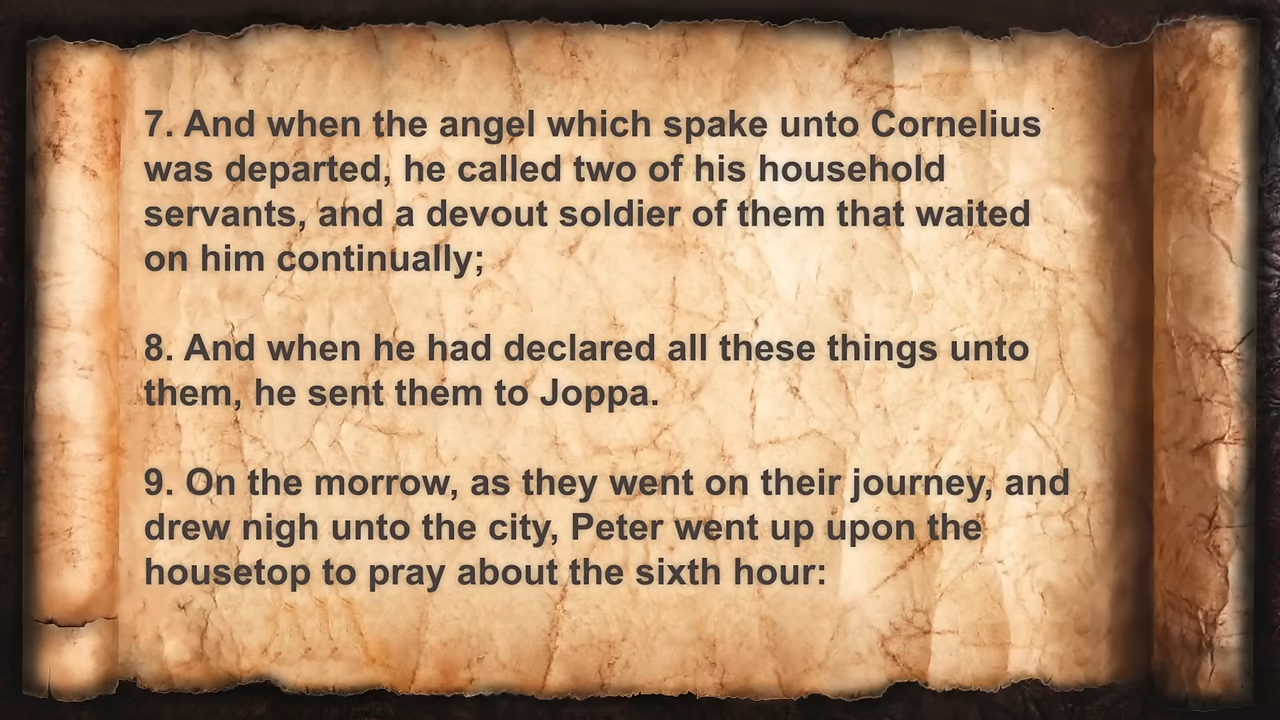 7. And when the angel which spake unto Cornelius
was departed, he called two of his household
servants, and a devout soldier of them that waited
on him continually;
8. And when he had declared all these things unto
them, he sent them to Joppa.
9. On the morrow, as they went on their journey, and
drew nigh unto the city, Peter went up upon the
housetop to pray about the sixth hour: